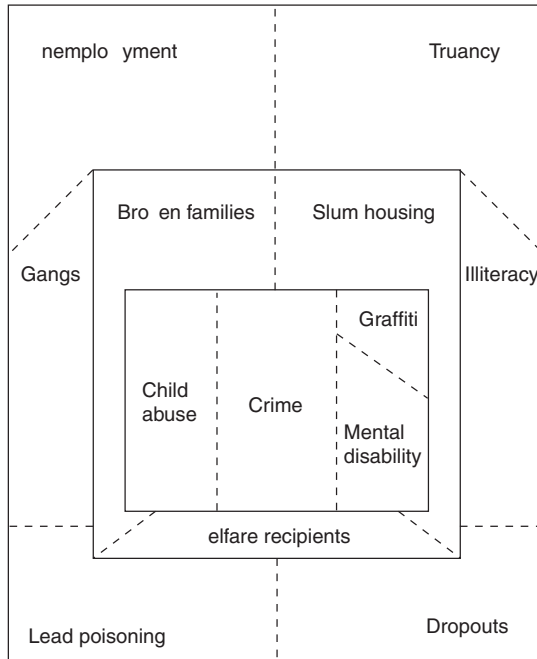 nemplo yment
Truancy
Bro en families
Slum housing
Gangs
Illiteracy
Graffiti
Child
abuse
Crime
Mental
disability
elfare recipients
Lead poisoning
Dropouts